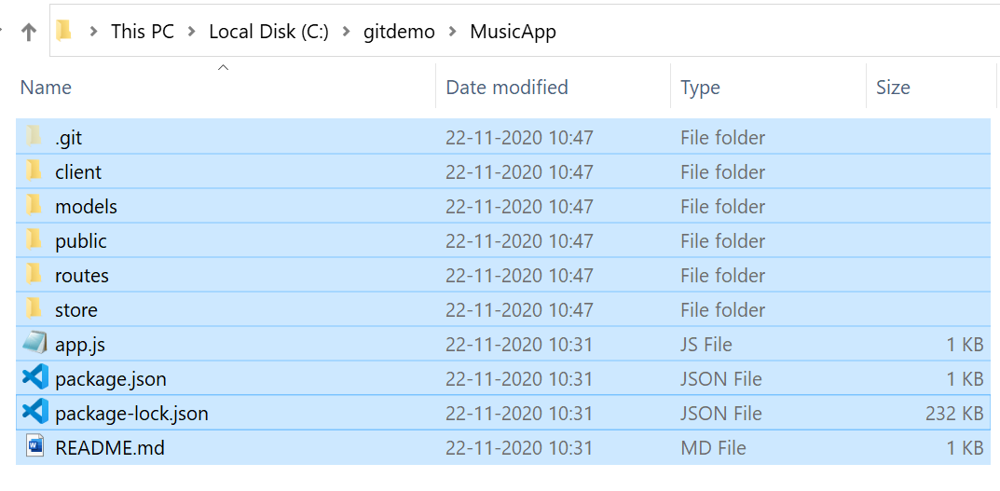 This PC > Local Disk (C:) > gitdemo > MusicApp
Name Date modified Type Size
.git 22-11-2020 10:47 File folder
client 22-11-2020 10:47 File folder
models 22-11-2020 10:47 File folder
public 22-11-2020 10:47 File folder
routes 22-11-2020 10:47 File folder
store 22-11-2020 10:47 File folder
app.js 22-11-2020 10:31 JS File 1 KB
package.json 22-11-2020 10:31 JSON File 1 KB
package-lock.json 22-11-2020 10:31 JSON File 232 KB
README.md 22-11-2020 10:31 MD File 1 KB